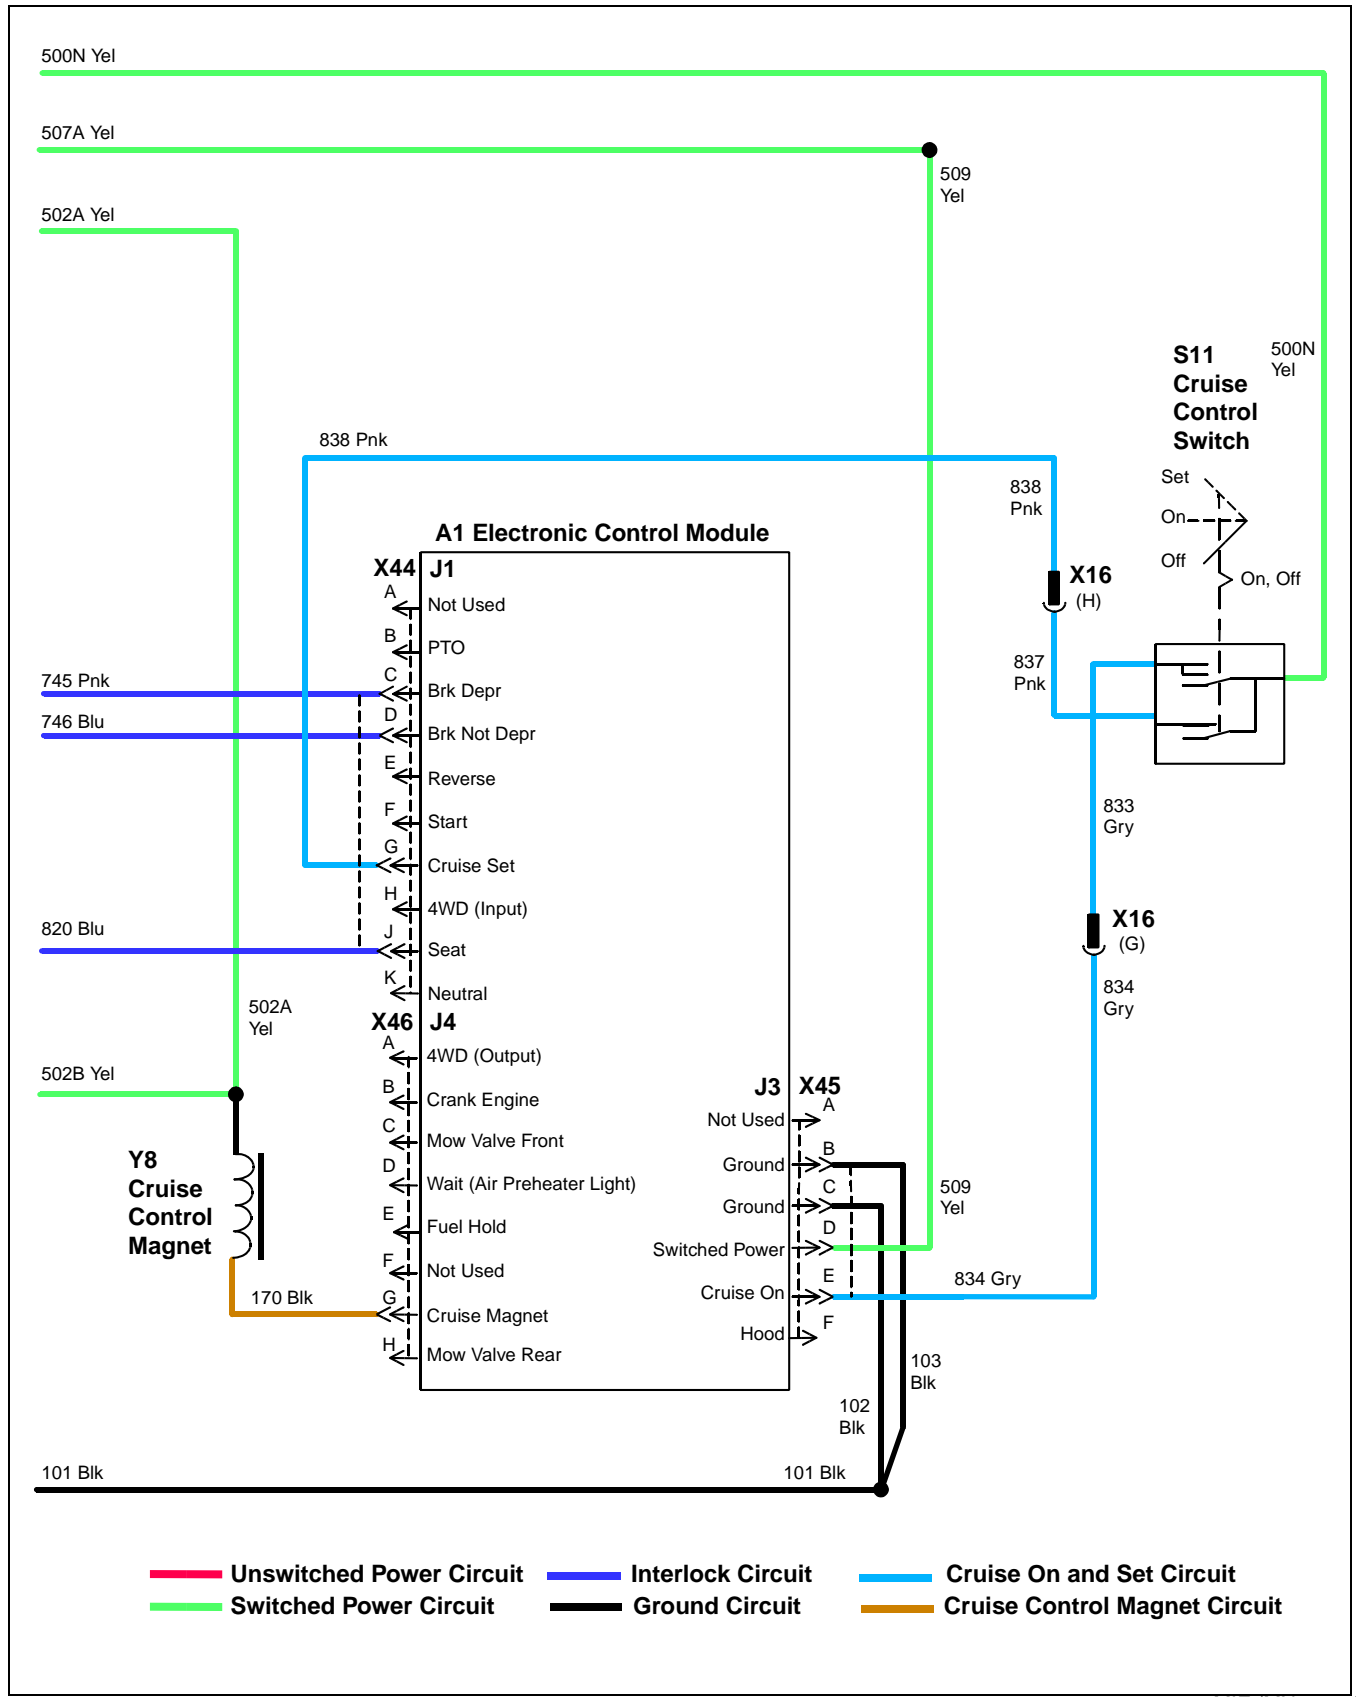 500N Yel
507A Yel
509
Yel
502A Yel
S11
Cruise
Control
Switch
500N
Yel
838 Pnk
838
Pnk
Set
On
Off
On, Off
A1 Electronic Control Module
X16
(H)
X44 J1
A Not Used
B PTO
C Brk Depr
D Brk Not Depr
E Reverse
F Start
G Cruise Set
H 4WD (Input)
J Seat
K Neutral
745 Pnk
746 Blu
837
Pnk
833
Gry
820 Blu
X16
(G)
834
Gry
502A
Yel
X46 J4
A 4WD (Output)
B Crank Engine
C Mow Valve Front
D Wait (Air Preheater Light)
E Fuel Hold
F Not Used
G Cruise Magnet
H Mow Valve Rear
502B Yel
J3 X45
Not Used A
Ground B
Ground C
Switched Power D
Cruise On E
Hood F
Y8
Cruise
Control
Magnet
509
Yel
834 Gry
170 Blk
103
Blk
102
Blk
101 Blk
101 Blk
Unswitched Power Circuit
Interlock Circuit
Cruise On and Set Circuit
Switched Power Circuit
Ground Circuit
Cruise Control Magnet Circuit